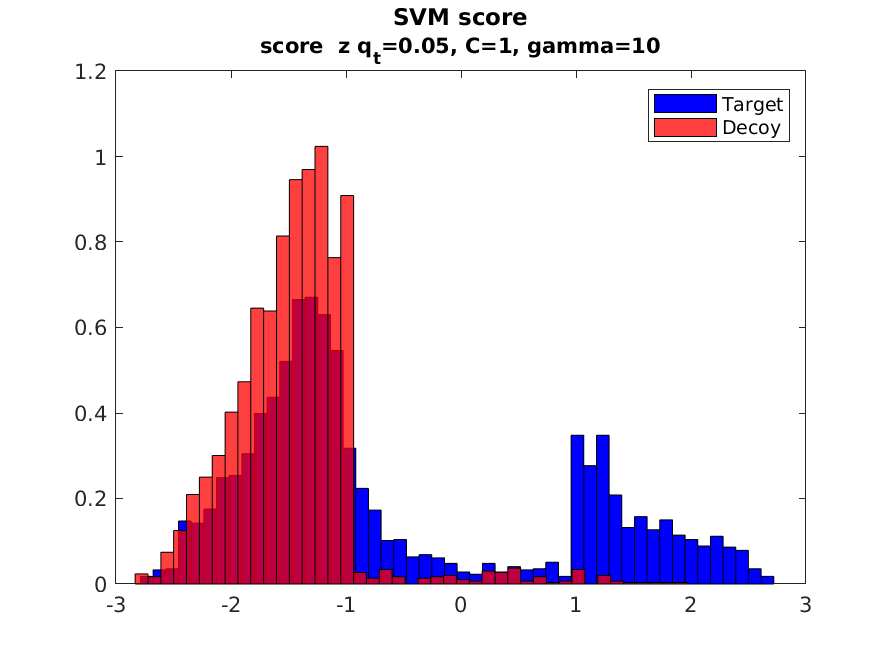 SVM score
score  z q_t=0.05, C=1, gamma=10
1.2
1
0.8
0.6
0.4
0.2
0
-3 -2 -1 0 1 2 3
Target
Decoy